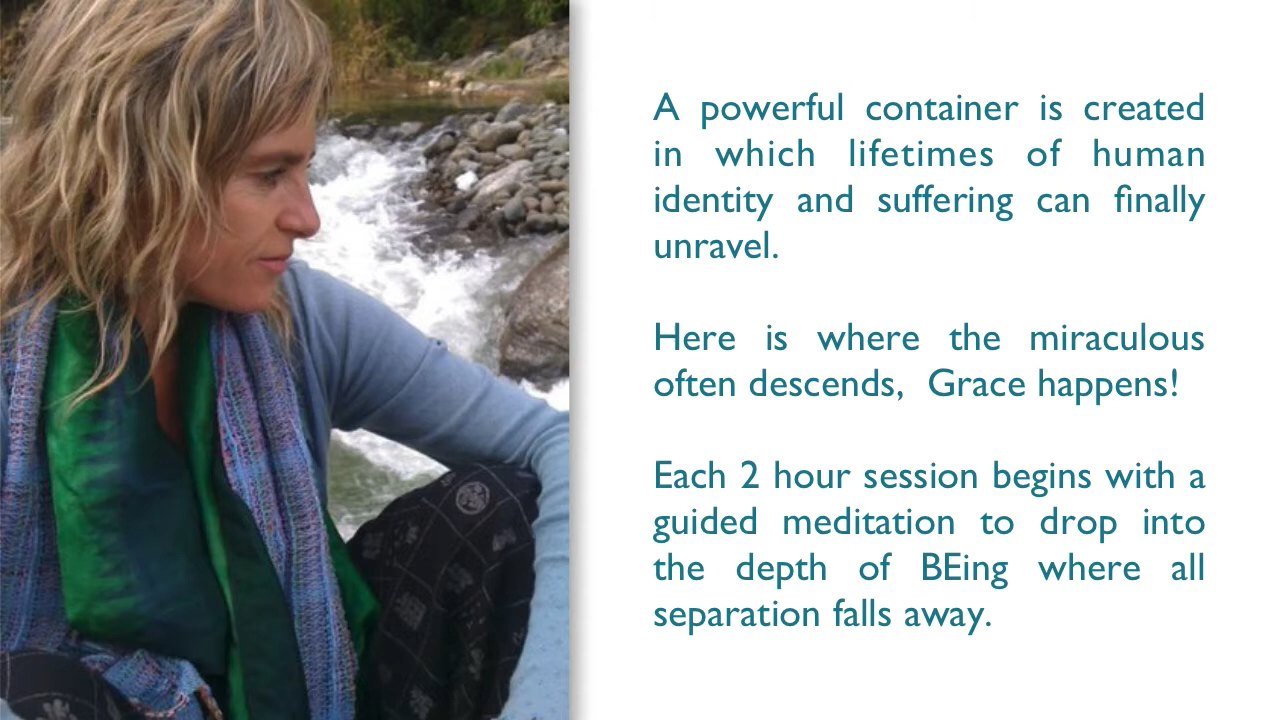 A powerful container is created
in which lifetimes of human
identity and suffering can finally
unravel.
Here is where the miraculous
often descends,  Grace happens!
Each 2 hour session begins with a
guided meditation to drop into
the depth of BEing where all
separation falls away.